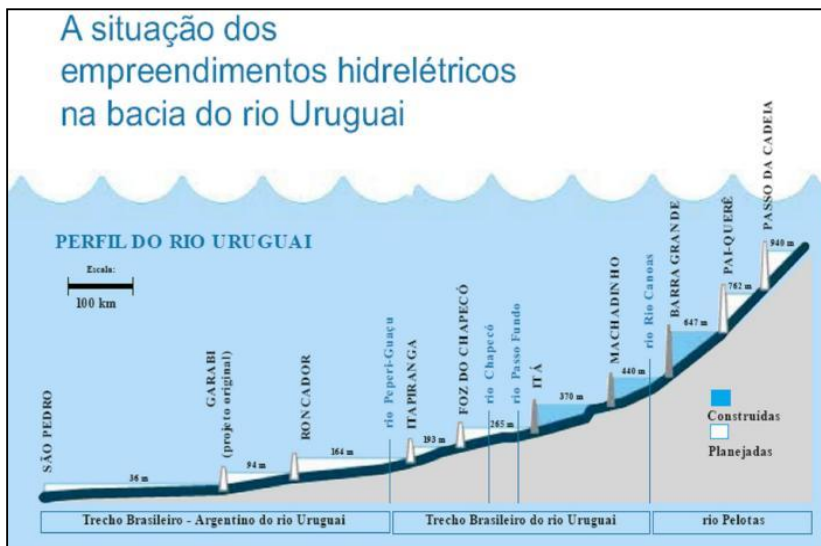 A situação dos
empreendimentos hidrelétricos
na bacia do rio Uruguai
PERFIL DO RIO URUGUAI
Escala:
100 km
SÃO PEDRO
36 m
GARABI
(projeto original)
94 m
RONCADOR
164 m
rio Peperi-Guaçu
ITAPIRANGA
193 m
FOZ DO CHAPECÓ
265 m
rio Chapecó
rio Passo Fundo
ITÁ
370 m
MACHADINHO
440 m
rio Rio Canoas
BARRA GRANDE
647 m
PAI-QUERÊ
762 m
PASSO DA CADEIA
940 m
Construídas
Planejadas
Trecho Brasileiro - Argentino do rio Uruguai
Trecho Brasileiro do rio Uruguai
rio Pelotas